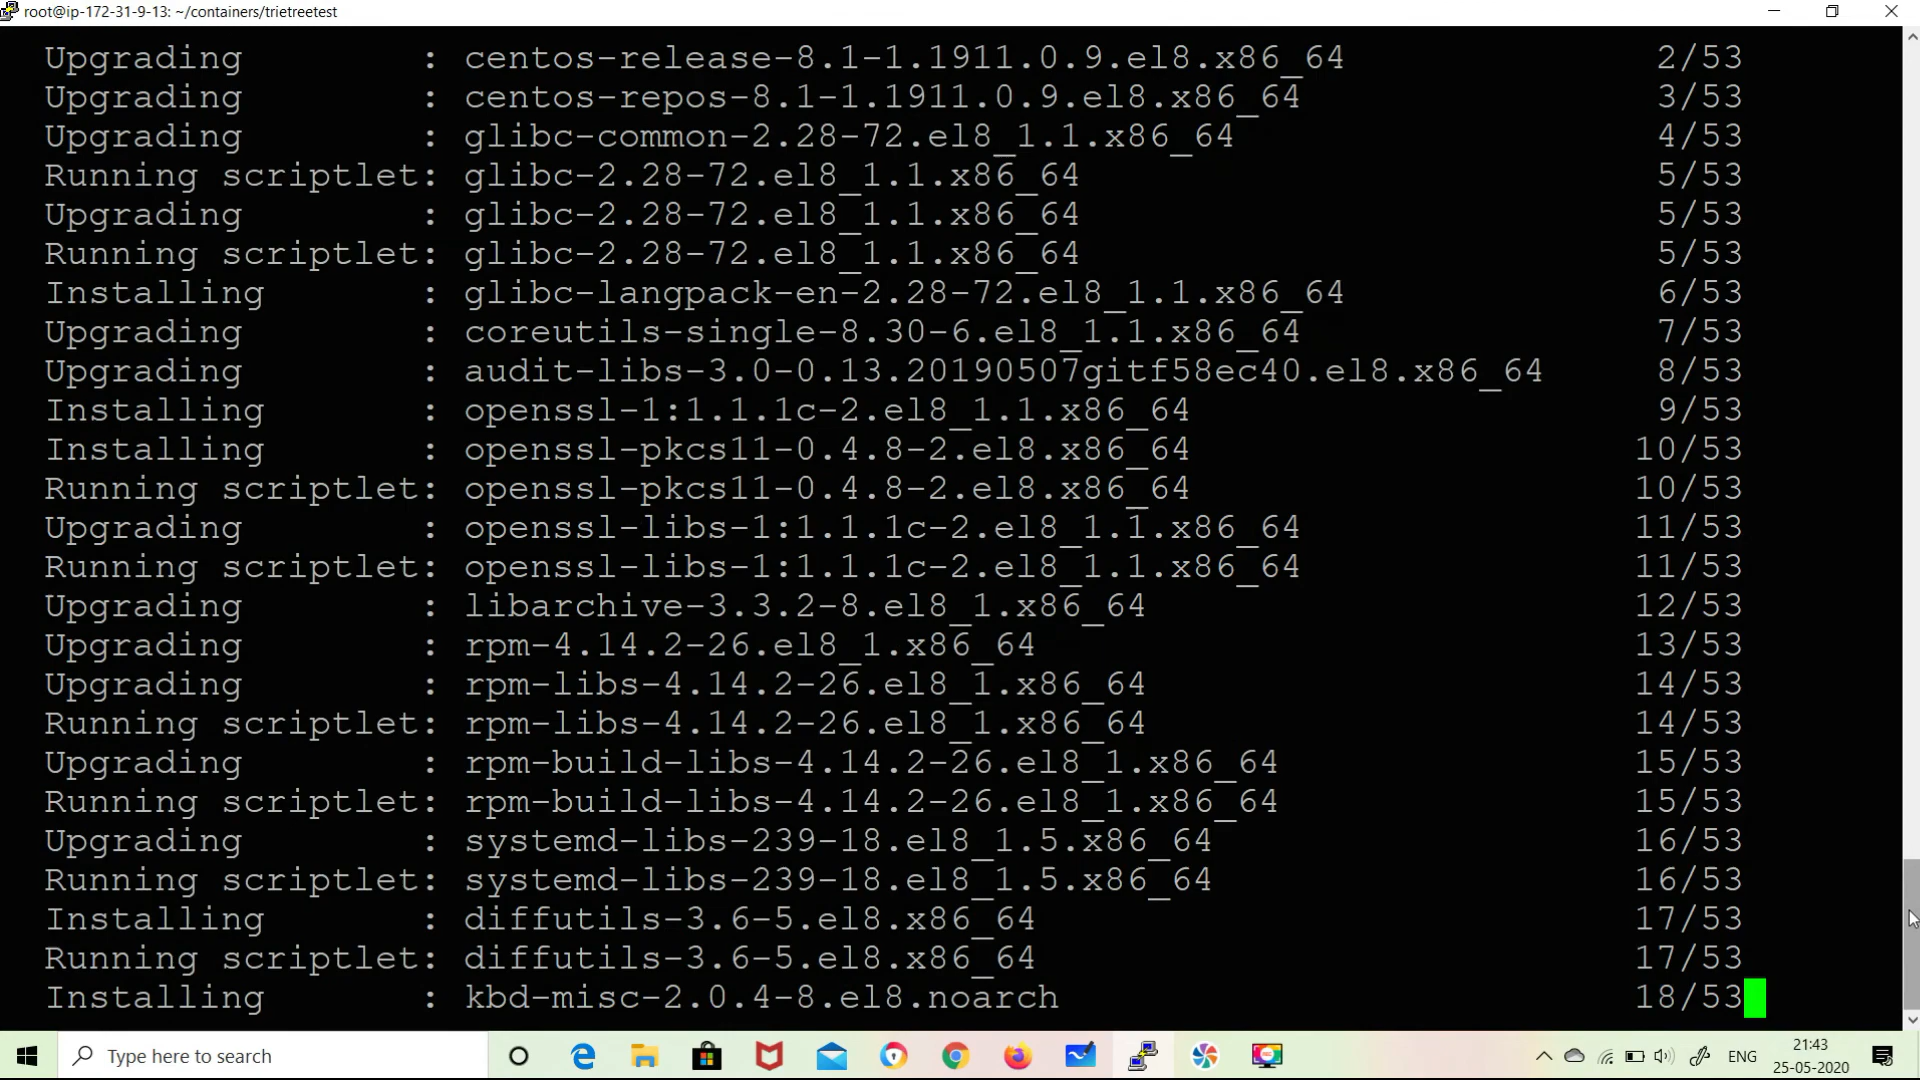 root@ip-172-31-9-13: ~/containers/trietreetest
Upgrading : centos-release-8.1-1.1911.0.9.el8.x86_64 2/53
Upgrading : centos-repos-8.1-1.1911.0.9.el8.x86_64 3/53
Upgrading : glibc-common-2.28-72.el8_1.1.x86_64 4/53
Running scriptlet: glibc-2.28-72.el8_1.1.x86_64 5/53
Upgrading : glibc-2.28-72.el8_1.1.x86_64 5/53
Running scriptlet: glibc-2.28-72.el8_1.1.x86_64 5/53
Installing : glibc-langpack-en-2.28-72.el8_1.1.x86_64 6/53
Upgrading : coreutils-single-8.30-6.el8_1.1.x86_64 7/53
Upgrading : audit-libs-3.0-0.13.20190507gitf58ec40.el8.x86_64 8/53
Installing : openssl-1:1.1.1c-2.el8_1.1.x86_64 9/53
Installing : openssl-pkcs11-0.4.8-2.el8.x86_64 10/53
Running scriptlet: openssl-pkcs11-0.4.8-2.el8.x86_64 10/53
Upgrading : openssl-libs-1:1.1.1c-2.el8_1.1.x86_64 11/53
Running scriptlet: openssl-libs-1:1.1.1c-2.el8_1.1.x86_64 11/53
Upgrading : libarchive-3.3.2-8.el8_1.x86_64 12/53
Upgrading : rpm-4.14.2-26.el8_1.x86_64 13/53
Upgrading : rpm-libs-4.14.2-26.el8_1.x86_64 14/53
Running scriptlet: rpm-libs-4.14.2-26.el8_1.x86_64 14/53
Upgrading : rpm-build-libs-4.14.2-26.el8_1.x86_64 15/53
Running scriptlet: rpm-build-libs-4.14.2-26.el8_1.x86_64 15/53
Upgrading : systemd-libs-239-18.el8_1.5.x86_64 16/53
Running scriptlet: systemd-libs-239-18.el8_1.5.x86_64 16/53
Installing : diffutils-3.6-5.el8.x86_64 17/53
Running scriptlet: diffutils-3.6-5.el8.x86_64 17/53
Installing : kbd-misc-2.0.4-8.el8.noarch 18/53
Type here to search
ENG
21:43
25-05-2020